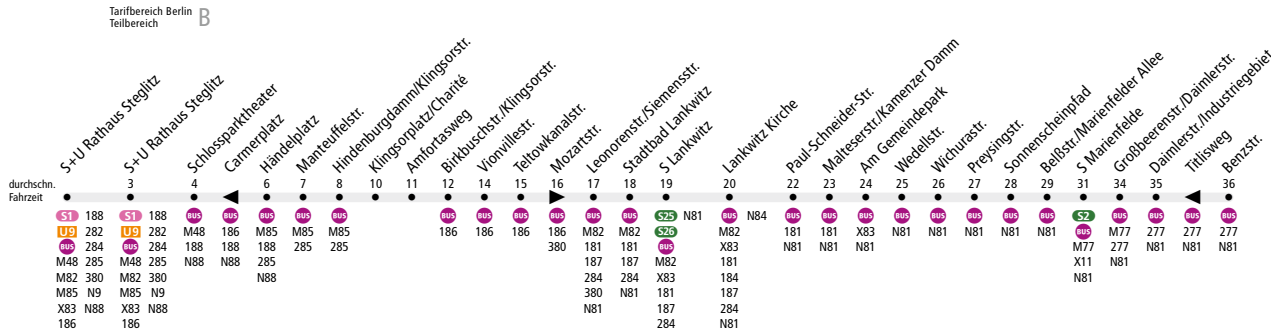 Tarifbereich Berlin
Teilbereich
B
S+U Rathaus Steglitz
S+U Rathaus Steglitz
Schlossparktheater
Carmerplatz
Händelplatz
Manteuffelstr.
Hindenburgdamm/Klingsorstr.
Klingsorplatz/Charité
Amfortasweg
Birkbuschstr./Klingsorstr.
Vionvillestr.
Teltowkanalstr.
Mozartstr.
Leonorenstr./Siemensstr.
Stadtbad Lankwitz
S Lankwitz
Lankwitz Kirche
Paul-Schneider-Str.
Malteserstr./Kamenzer Damm
Am Gemeindepark
Wedellstr.
Wichurastr.
Preysingstr.
Sonnenscheinpfad
Belßstr./Marienfelder Allee
S Marienfelde
Großbeerenstr./Daimlerstr.
Daimlerstr./Industriegebiet
Titlisweg
Benzstr.
durchschn. 3 4 6 7 8 10 11 12 14 15 16 17 18 19 20 22 23 24 25 26 27 28 29 31 34 35 36
Fahrzeit
S1 188 S1 188 BUS BUS BUS BUS BUS BUS BUS BUS BUS BUS BUS S25 N81 BUS N84 BUS BUS BUS BUS BUS BUS BUS BUS S2 BUS BUS BUS BUS
U9 282 U9 282 M48 186 M85 M85 M85 186 186 186 186 M82 M82 S26 M82 181 181 X83 N81 N81 N81 N81 N81 BUS M77 277 277 277
BUS 284 BUS 284 188 188 188 285 285 380 181 181 BUS X83 N81 N81 N81 M77 277 N81 N81 N81
M48 285 M48 285 N88 N88 285 187 187 M82 181 X11 N81
M82 380 M82 380 N88 284 284 X83 184 N81
M85 N9 M85 N9 380 N81 181 187
X83 N88 X83 N88 N81 187 284
186 186 284 N81